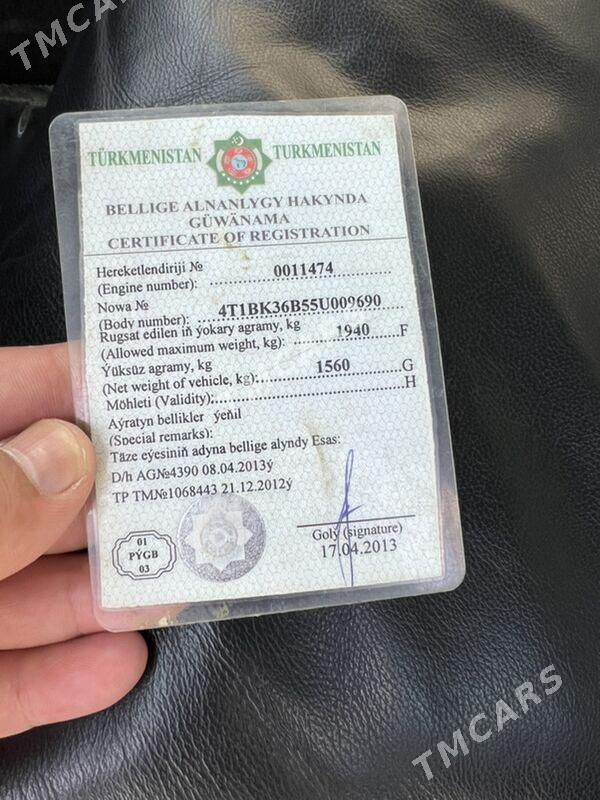 TMCARS
TÜRKMENISTAN TURKMENISTAN
BELLIGE ALNANLYGY HAKYNDA
GÜWÄNAMA
CERTIFICATE OF REGISTRATION
Hereketlendiriji № 0011474
(Engine number):
Nowa № 4T1BK36B55U009690
(Body number):
Rugsat edilen iň ýokary agramy, kg 1940 F
(Allowed maximum weight, kg):
Ýüksüz agramy, kg 1560 G
(Net weight of vehicle, kg):
Möhleti (Validity): H
Aýratyn bellikler ýeňil
(Special remarks):
Täze eýesiniň adyna bellige alyndy Esas:
D/h AG№4390 08.04.2013ý
TP TM№1068443 21.12.2012ý
01
PÝGB
03
Goly (signature)
17.04.2013
TMCARS